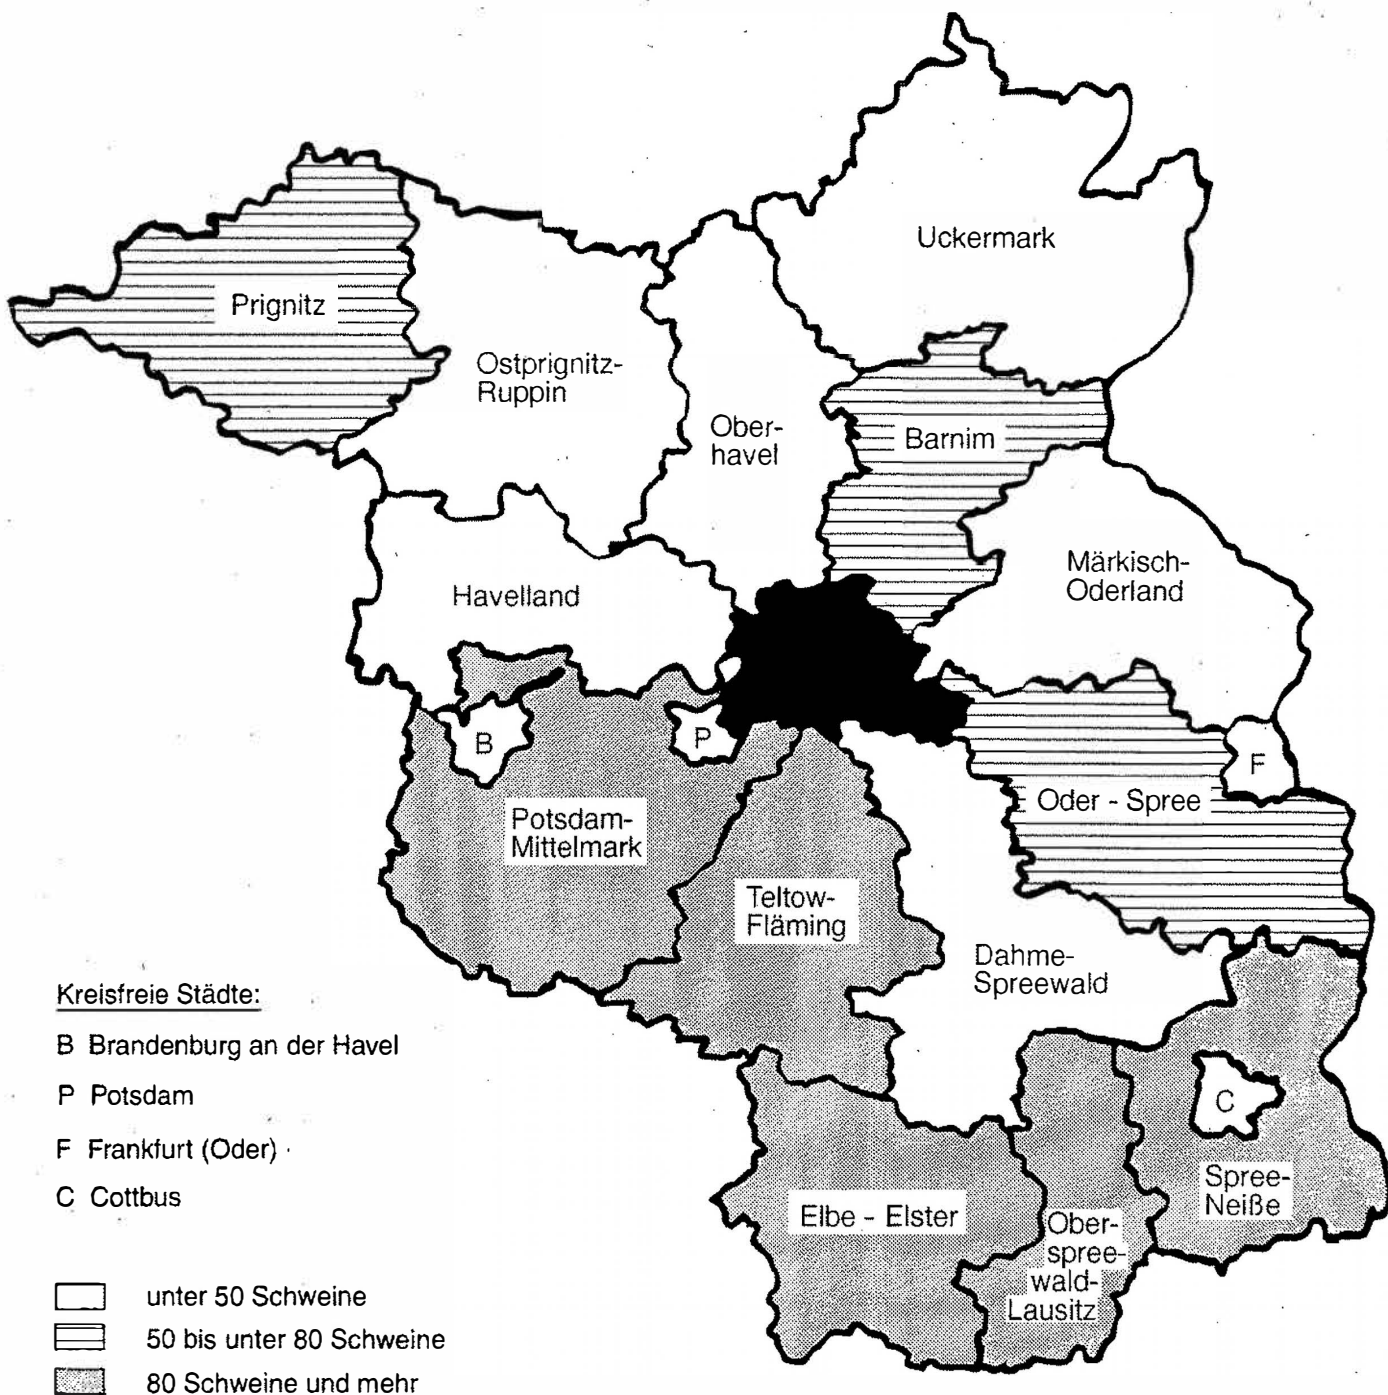 Uckermark
Prignitz
Ostprignitz-
Ruppin
Ober-
havel
Barnim
Märkisch-
Oderland
Havelland
B
P
F
Oder - Spree
Potsdam-
Mittelmark
Teltow-
Fläming
Dahme-
Spreewald
Kreisfreie Städte:
B Brandenburg an der Havel
P Potsdam
F Frankfurt (Oder)
C Cottbus
C
Spree-
Neiße
Elbe - Elster
Ober-
spree-
wald-
Lausitz
unter 50 Schweine
50 bis unter 80 Schweine
80 Schweine und mehr